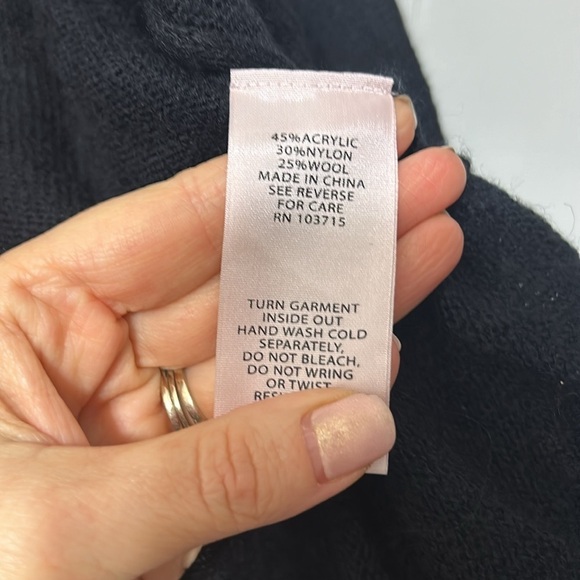 45%ACRYLIC
30%NYLON
25%WOOL
MADE IN CHINA
SEE REVERSE
FOR CARE
RN 103715
TURN GARMENT
INSIDE OUT
HAND WASH COLD
SEPARATELY,
DO NOT BLEACH,
DO NOT WRING
OR TWIST